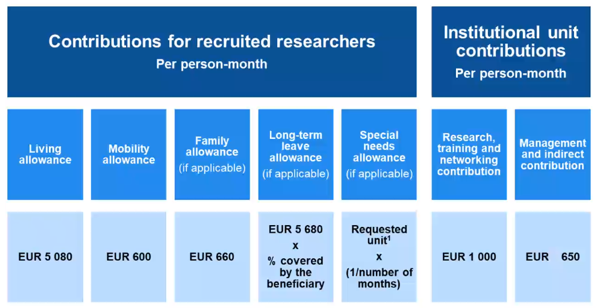 Contributions for recruited researchers
Per person-month
Institutional unit
contributions
Per person-month
Living
allowance
Mobility
allowance
Family
allowance
(if applicable)
Long-term
leave
allowance
(if applicable)
Special
needs
allowance
(if applicable)
Research,
training and
networking
contribution
Management
and indirect
contribution
EUR 5 080
EUR 600
EUR 660
EUR 5 680
x
% covered
by the
beneficiary
Requested
unit¹
x
(1/number of
months)
EUR 1 000
EUR 650